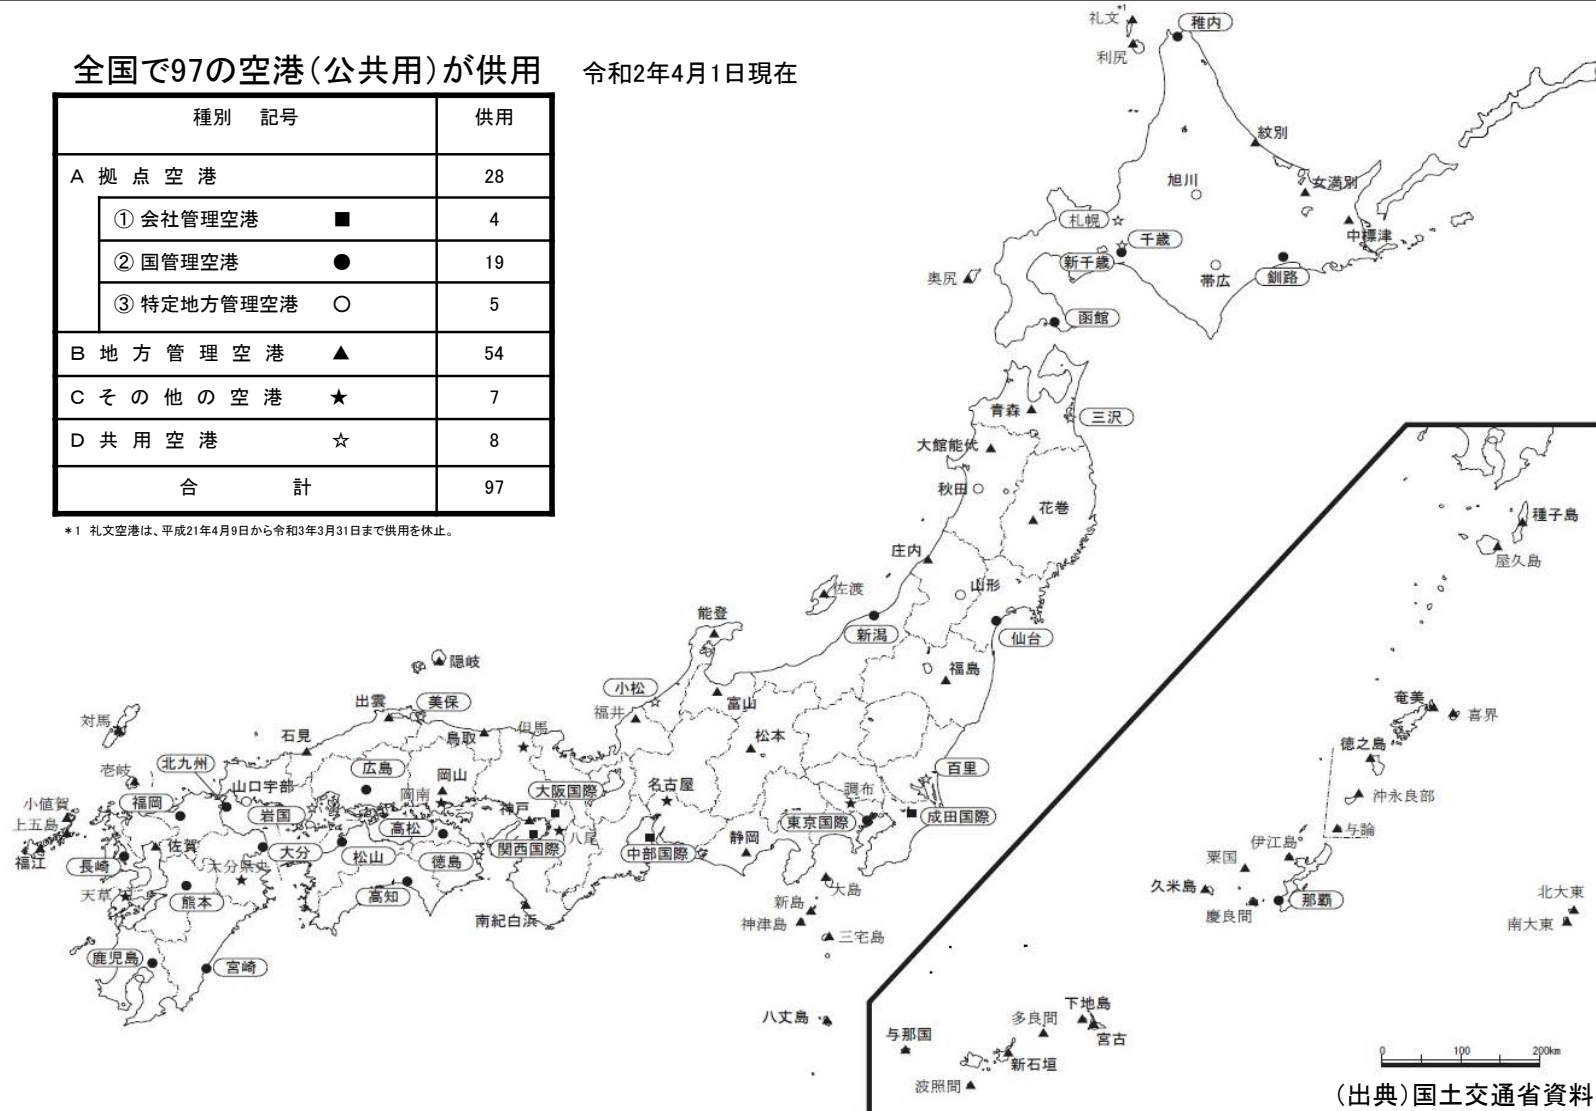 全国で97の空港(公共用)が供用 令和2年4月1日現在
種別 記号 供用
A 拠点空港 28
① 会社管理空港 ■ 4
② 国管理空港 ● 19
③ 特定地方管理空港 ○ 5
B 地方管理空港 ▲ 54
C その他の空港 ★ 7
D 共用空港 ☆ 8
合計 97
*1 礼文空港は、平成21年4月9日から令和3年3月31日まで供用を休止。
礼文*1
稚内
利尻
紋別
旭川
女満別
札幌
中標津
千歳
新千歳
奥尻
帯広
釧路
函館
青森
三沢
大館能代
秋田
花巻
庄内
佐渡
山形
新潟
仙台
能登
福島
隠岐
小松
出雲
美保
福井
富山
対馬
鳥取
但馬
石見
松本
北九州
広島
百里
壱岐
山口宇部
岡山
大阪国際
名古屋
調布
小値賀
福岡
岡南
神戸
上五島
岩国
高松
八尾
東京国際
成田国際
静岡
福江
佐賀
大分
松山
徳島
関西国際
中部国際
長崎
大分県央
天草
熊本
高知
大島
新島
南紀白浜
神津島
三宅島
鹿児島
宮崎
八丈島
種子島
屋久島
奄美
喜界
徳之島
沖永良部
与論
伊江島
粟国
久米島
慶良間
那覇
北大東
南大東
下地島
多良間
宮古
与那国
新石垣
波照間
0 100 200km
(出典)国土交通省資料